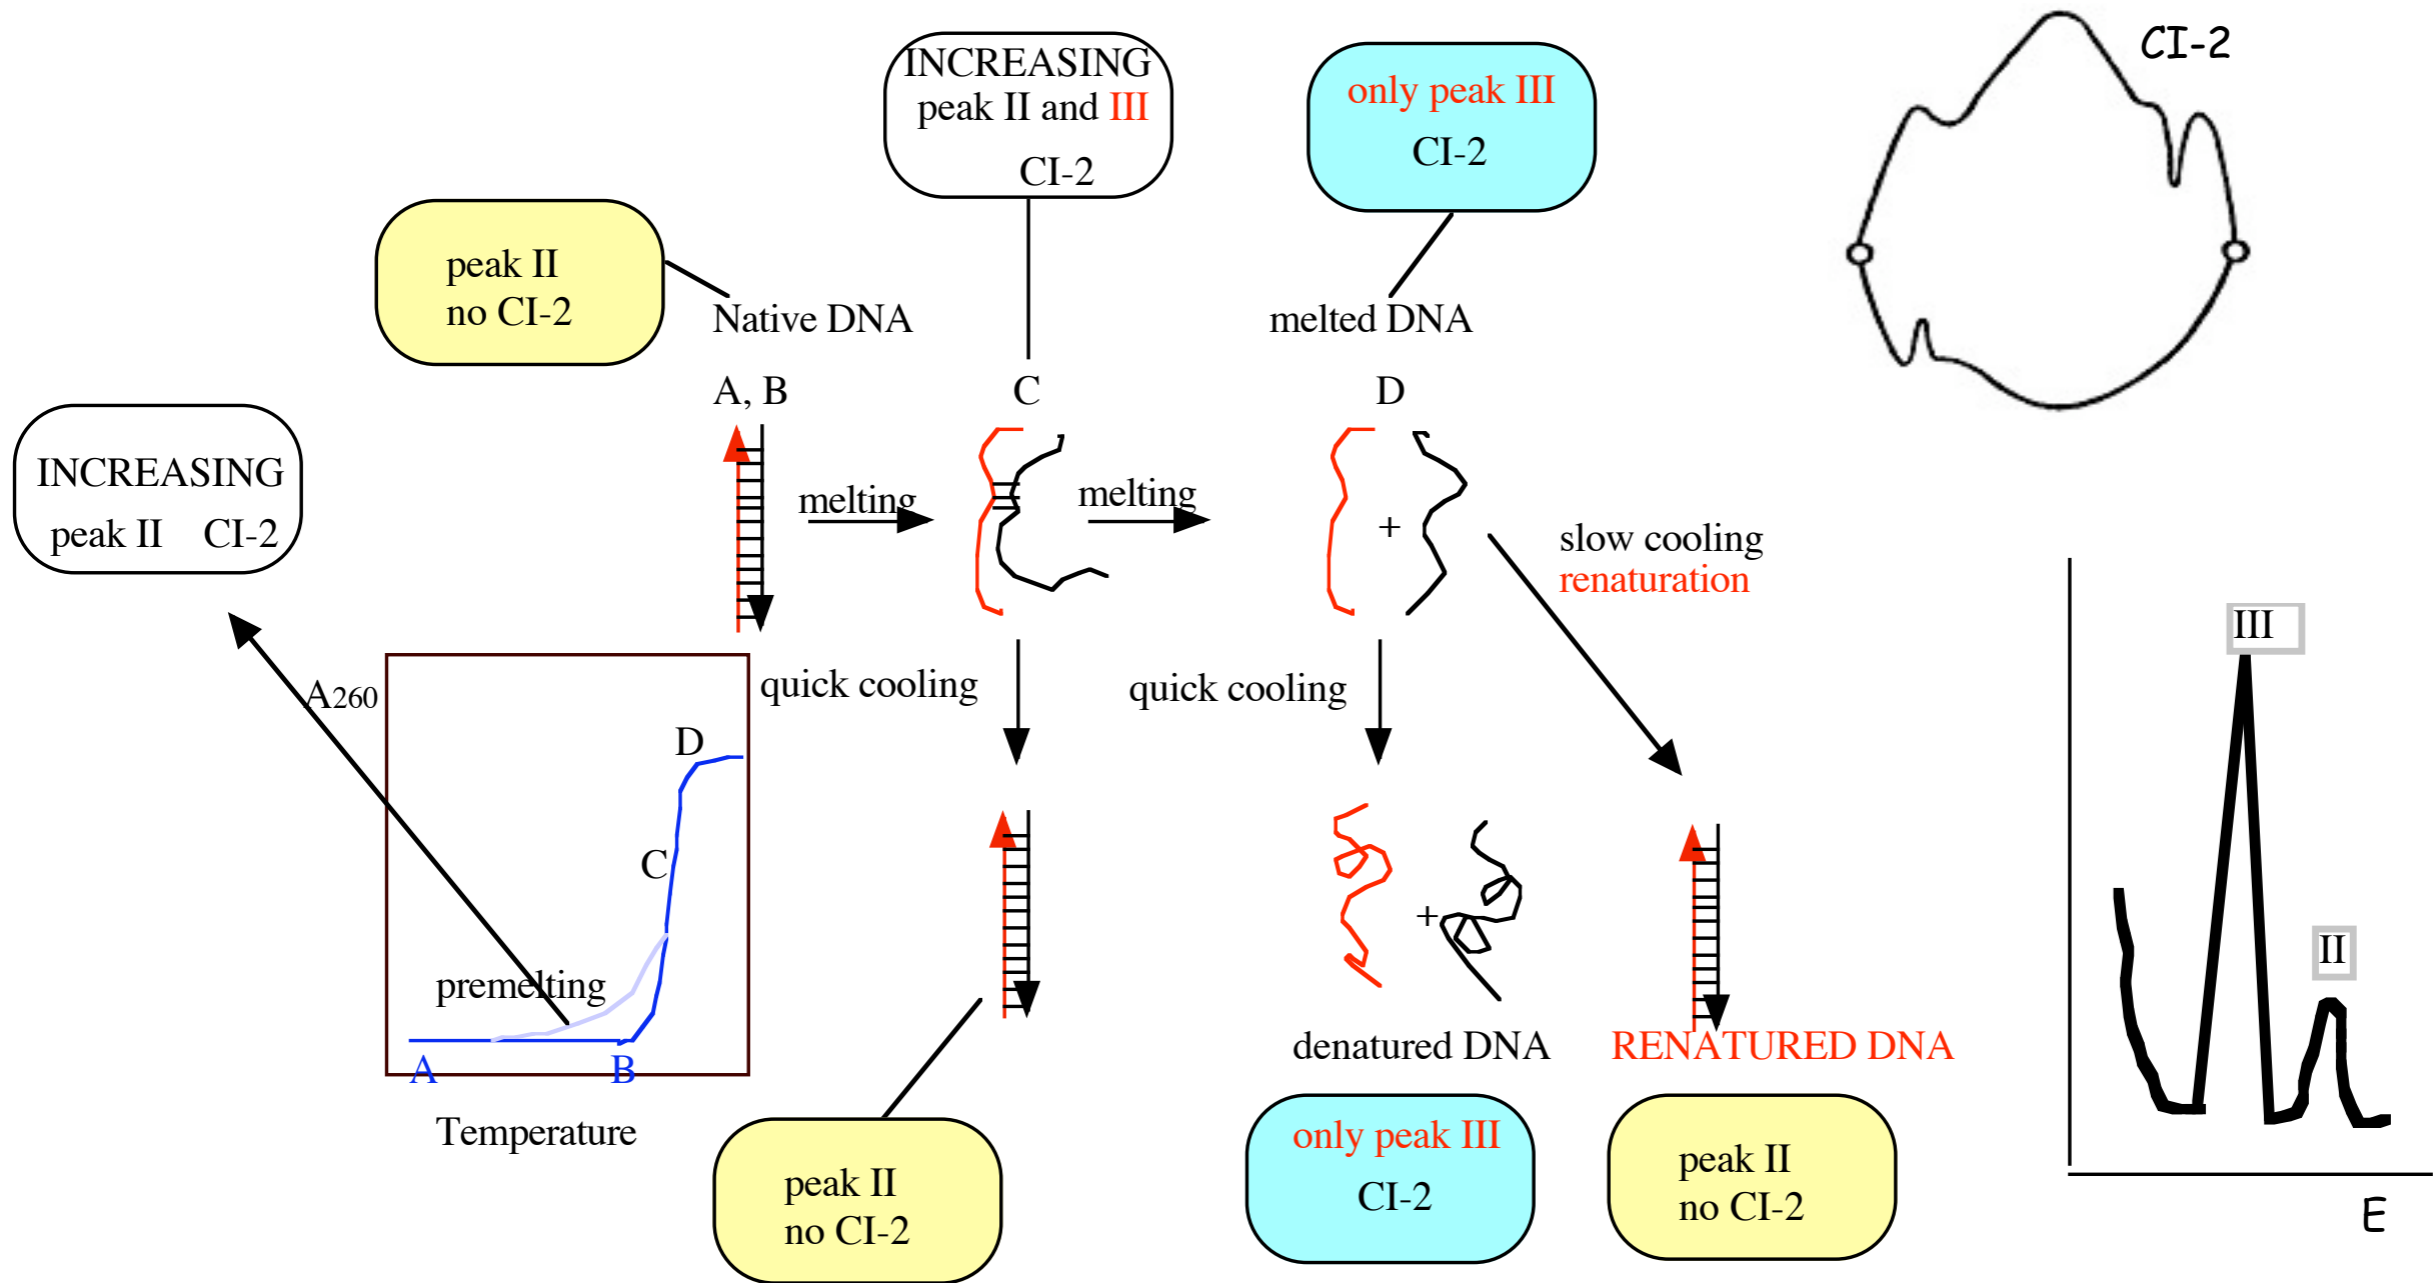 INCREASING
peak II and III
CI-2
only peak III
CI-2
CI-2
peak II
no CI-2
Native DNA
melted DNA
A, B
C
D
INCREASING
peak II CI-2
melting
melting
+
slow cooling
renaturation
quick cooling
quick cooling
A260
D
C
premelting
A
B
Temperature
+
denatured DNA
RENATURED DNA
peak II
no CI-2
only peak III
CI-2
peak II
no CI-2
III
II
E